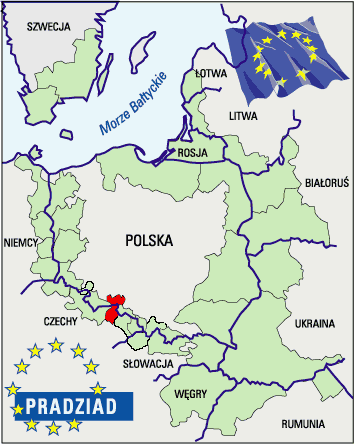 SZWECJA
Morze Bałtyckie
ŁOTWA
LITWA
ROSJA
BIAŁORUŚ
NIEMCY
POLSKA
CZECHY
UKRAINA
SŁOWACJA
WĘGRY
PRADZIAD
RUMUNIA